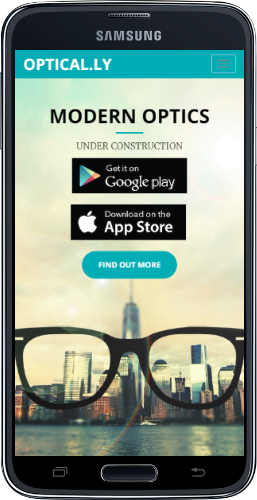 SAMSUNG
OPTICAL.LY
MODERN OPTICS
UNDER CONSTRUCTION
Get it on
Google play
Download on the
App Store
FIND OUT MORE